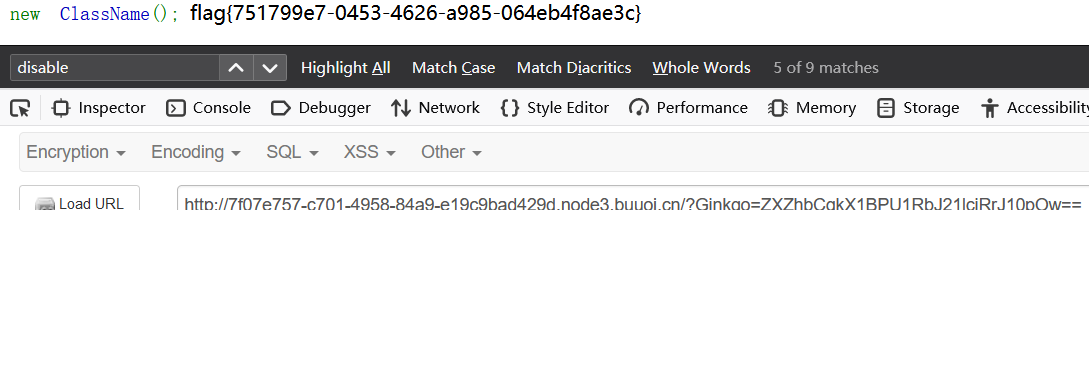 new ClassName(); flag{751799e7-0453-4626-a985-064eb4f8ae3c}
disable Highlight All Match Case Match Diacritics Whole Words 5 of 9 matches
Inspector Console Debugger Network Style Editor Performance Memory Storage Accessibility
Encryption Encoding SQL XSS Other
Load URL http://7f07e757-c701-4958-84a9-e19c9bad429d.node3.buuoj.cn/?Ginkgo=